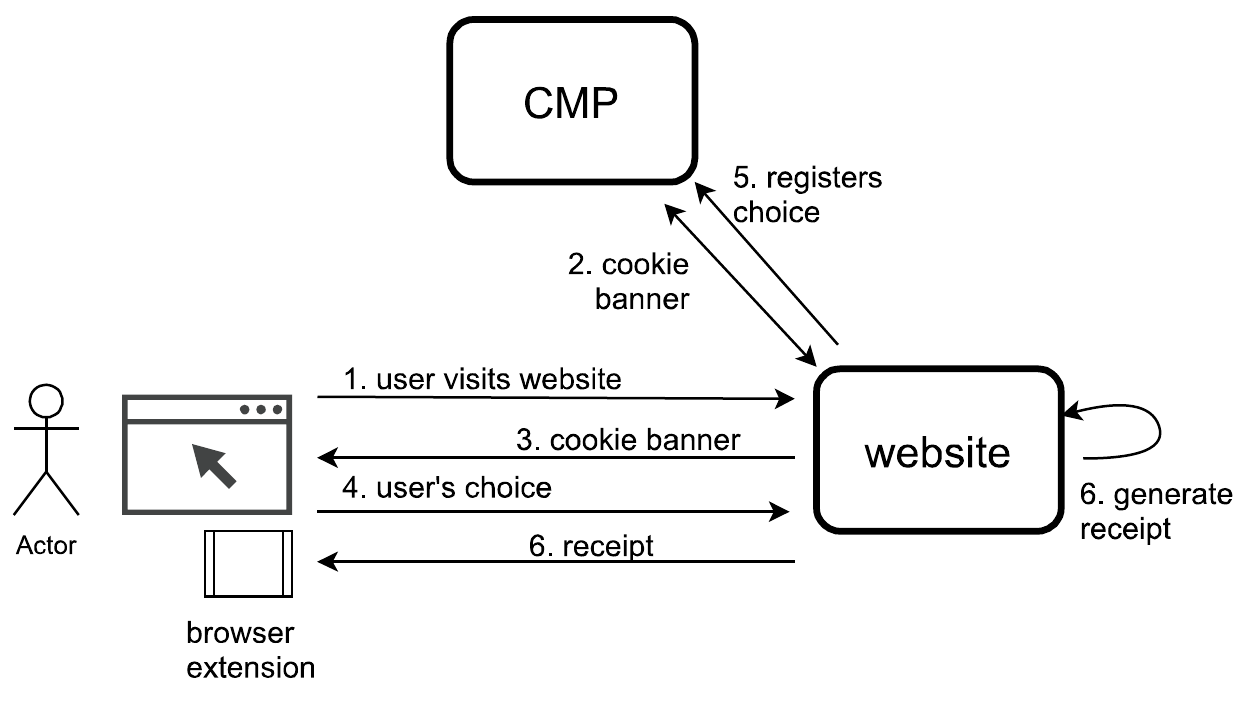 CMP
5. registers
choice
2. cookie
banner
1. user visits website
3. cookie banner
website
4. user's choice
6. generate
receipt
6. receipt
Actor
browser
extension